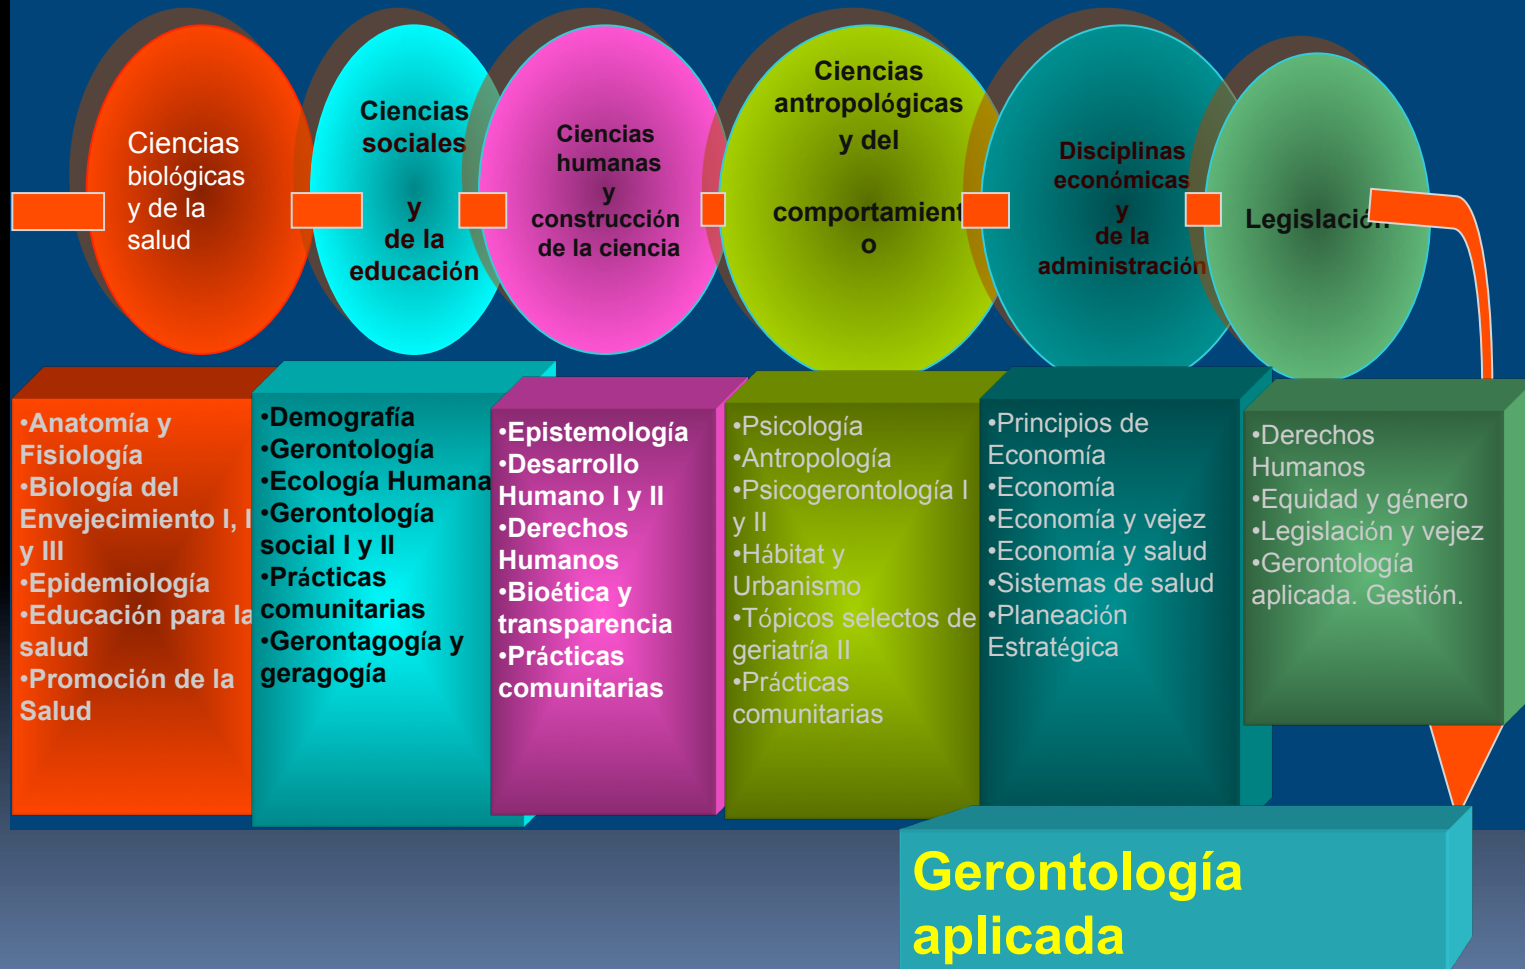 Ciencias
biológicas
y de la
salud
Ciencias
sociales
y
de la
educación
Ciencias
humanas
y
construcción
de la ciencia
Ciencias
antropológicas
y del
comportamient
o
Disciplinas
económicas
y
de la
administración
Legislación
•Anatomía y
Fisiología
•Biología del
Envejecimiento I, I
y III
•Epidemiología
•Educación para la
salud
•Promoción de la
Salud
•Demografía
•Gerontología
•Ecología Humana
•Gerontología
social I y II
•Prácticas
comunitarias
•Gerontagogía y
geragogía
•Epistemología
•Desarrollo
Humano I y II
•Derechos
Humanos
•Bioética y
transparencia
•Prácticas
comunitarias
•Psicología
•Antropología
•Psicogerontología I
y II
•Hábitat y
Urbanismo
•Tópicos selectos de
geriatría II
•Prácticas
comunitarias
•Principios de
Economía
•Economía
•Economía y vejez
•Economía y salud
•Sistemas de salud
•Planeación
Estratégica
•Derechos
Humanos
•Equidad y género
•Legislación y vejez
•Gerontología
aplicada. Gestión.
Gerontología
aplicada